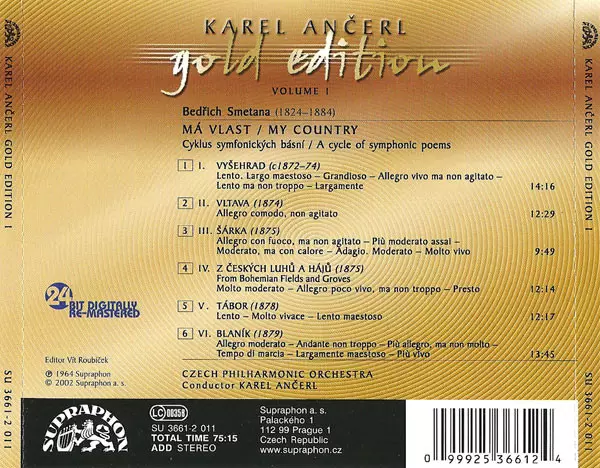 KAREL ANČERL
gold edition
VOLUME 1
Bedřich Smetana (1824–1884)
MÁ VLAST / MY COUNTRY
Cyklus symfonických básní / A cycle of symphonic poems
1 I. VYŠEHRAD (c1872–74)
Lento. Largo maestoso – Grandioso – Allegro vivo ma non agitato –
Lento ma non troppo – Largamente 14:16
2 II. VLTAVA (1874)
Allegro comodo, non agitato 12:29
3 III. ŠÁRKA (1875)
Allegro con fuoco, ma non agitato – Più moderato assai –
Moderato, ma con calore – Adagio. Moderato – Molto vivo 9:49
4 IV. Z ČESKÝCH LUHŮ A HÁJŮ (1875)
From Bohemian Fields and Groves
Molto moderato – Allegro poco vivo, ma non troppo – Presto 12:14
5 V. TÁBOR (1878)
Lento – Molto vivace – Lento maestoso 12:17
6 VI. BLANÍK (1879)
Allegro moderato – Andante non troppo – Più allegro, ma non molto –
Tempo di marcia – Largamente maestoso – Più vivo 13:45
24
BIT DIGITALLY
RE-MASTERED
Editor Vít Roubíček
℗ 1964 Supraphon
© 2002 Supraphon a. s.
CZECH PHILHARMONIC ORCHESTRA
Conductor KAREL ANČERL
SUPRAPHON
LC 00358
SU 3661-2 011
TOTAL TIME 75:15
ADD STEREO
Supraphon a. s.
Palackého 1
112 99 Prague 1
Czech Republic
www.supraphon.cz
0 99925 36612 4
KAREL ANČERL GOLD EDITION 1
SU 3661-2 011
KAREL ANČERL GOLD EDITION 1
SU 3661-2 011